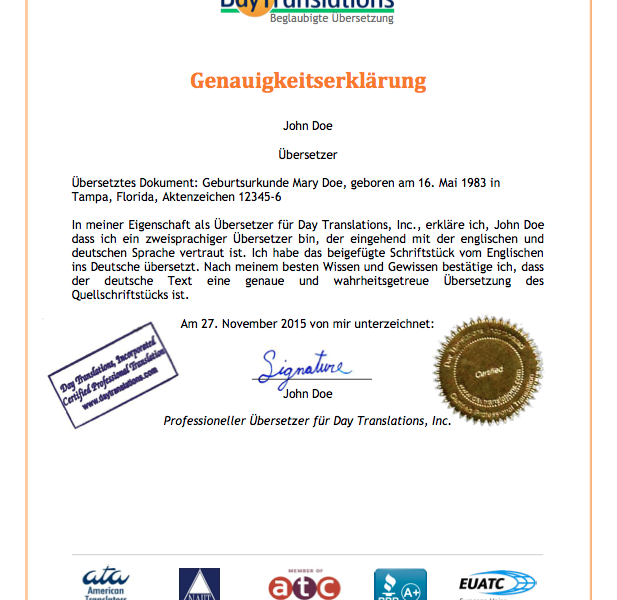 DayTranslations
Beglaubigte Übersetzung
Genauigkeitserklärung
John Doe
Übersetzer
Übersetztes Dokument: Geburtsurkunde Mary Doe, geboren am 16. Mai 1983 in
Tampa, Florida, Aktenzeichen 12345-6
In meiner Eigenschaft als Übersetzer für Day Translations, Inc., erkläre ich, John Doe
dass ich ein zweisprachiger Übersetzer bin, der eingehend mit der englischen und
deutschen Sprache vertraut ist. Ich habe das beigefügte Schriftstück vom Englischen
ins Deutsche übersetzt. Nach meinem besten Wissen und Gewissen bestätige ich, dass
der deutsche Text eine genaue und wahrheitsgetreue Übersetzung des
Quellschriftstücks ist.
Am 27. November 2015 von mir unterzeichnet:
Day Translations, Incorporated
Certified Professional Translation
www.daytranslations.com
Signature
Certified
Certified Professional Translation
John Doe
Professioneller Übersetzer für Day Translations, Inc.
ata
American
Translators
NAJIT
MEMBER OF
atc
BBB
A+
EUATC